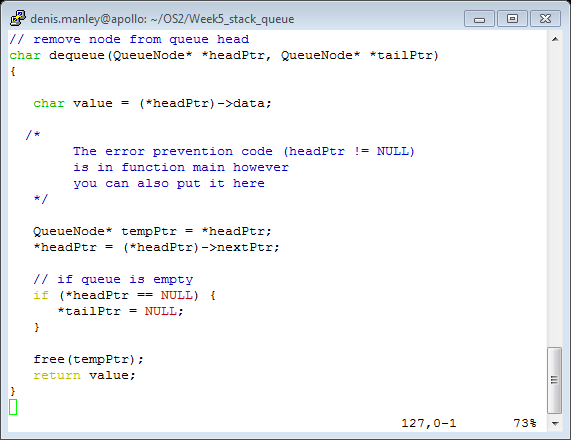 denis.manley@apollo: ~/OS2/Week5_stack_queue
// remove node from queue head
char dequeue(QueueNode* *headPtr, QueueNode* *tailPtr)
{
char value = (*headPtr)->data;
/*
The error prevention code (headPtr != NULL)
is in function main however
you can also put it here
*/
QueueNode* tempPtr = *headPtr;
*headPtr = (*headPtr)->nextPtr;
// if queue is empty
if (*headPtr == NULL) {
*tailPtr = NULL;
}
free(tempPtr);
return value;
}
127,0-1 73%